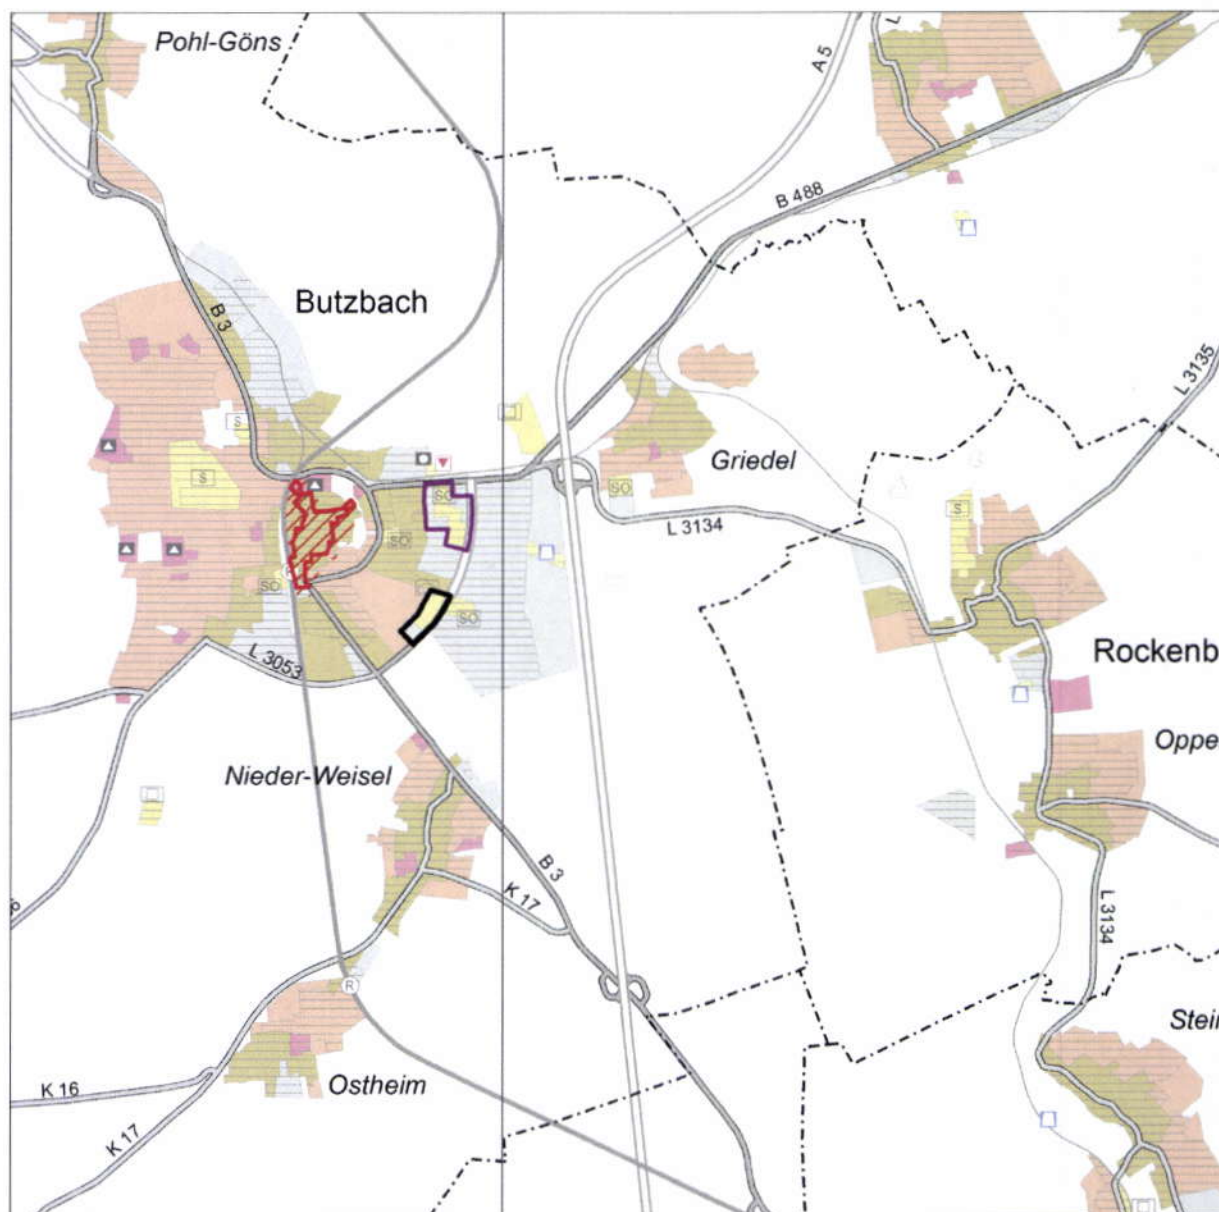 Pohl-Göns
A 5
L
B 488
Butzbach
B 3
L 3135
S
Griedel
S
SO
SO
L 3134
S
SO
SO
SO
L 3053
Rockenb
Oppe
Nieder-Weisel
B 3
K 17
L 3134
R
Stei
K 16
Ostheim
K 17